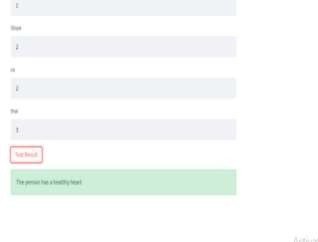 2
Slope
2
ca
2
thal
3
Test Result
The person has a healthy heart